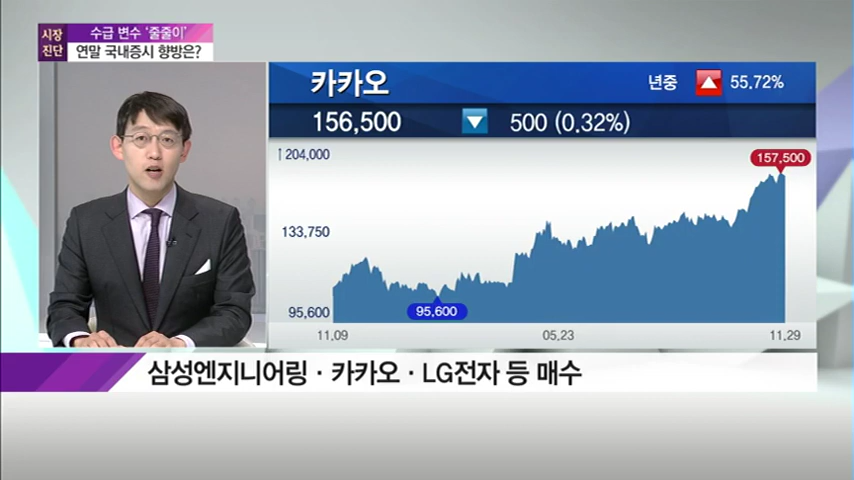 시장
진단
수급 변수 '줄줄이'
연말 국내증시 향방은?
카카오
년중 ▲ 55.72%
156,500 ▼ 500 (0.32%)
204,000
157,500
133,750
95,600
95,600
11.09 05.23 11.29
삼성엔지니어링 · 카카오 · LG전자 등 매수